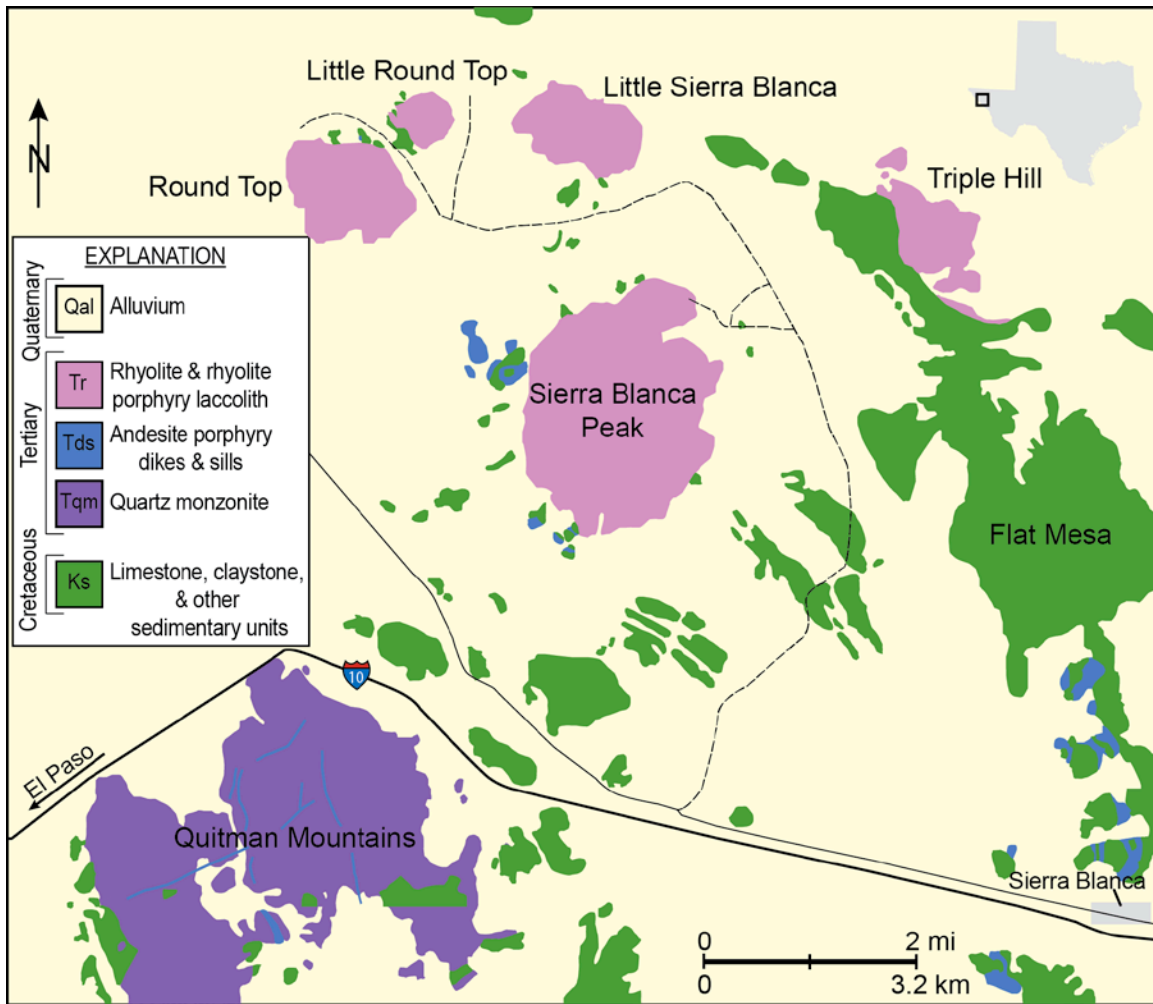 Little Round Top
Little Sierra Blanca
N
Round Top
Triple Hill
EXPLANATION
Quaternary
Qal Alluvium
Tertiary
Tr Rhyolite & rhyolite
porphyry laccolith
Tds Andesite porphyry
dikes & sills
Tqm Quartz monzonite
Cretaceous
Ks Limestone, claystone,
& other
sedimentary units
Sierra Blanca
Peak
Flat Mesa
10
El Paso
Quitman Mountains
Sierra Blanca
0 2 mi
0 3.2 km